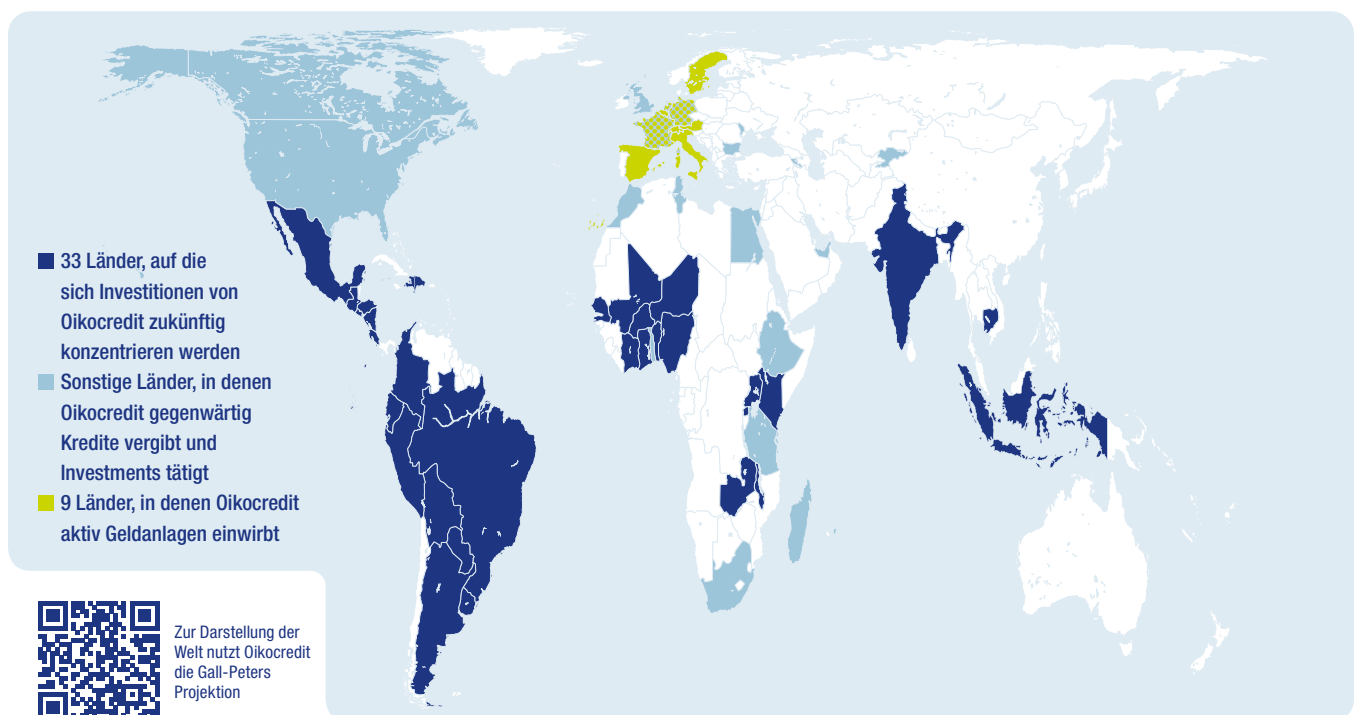 33 Länder, auf die
sich Investitionen von
Oikocredit zukünftig
konzentrieren werden
Sonstige Länder, in denen
Oikocredit gegenwärtig
Kredite vergibt und
Investments tätigt
9 Länder, in denen Oikocredit
aktiv Geldanlagen einwirbt
Zur Darstellung der
Welt nutzt Oikocredit
die Gall-Peters
Projektion